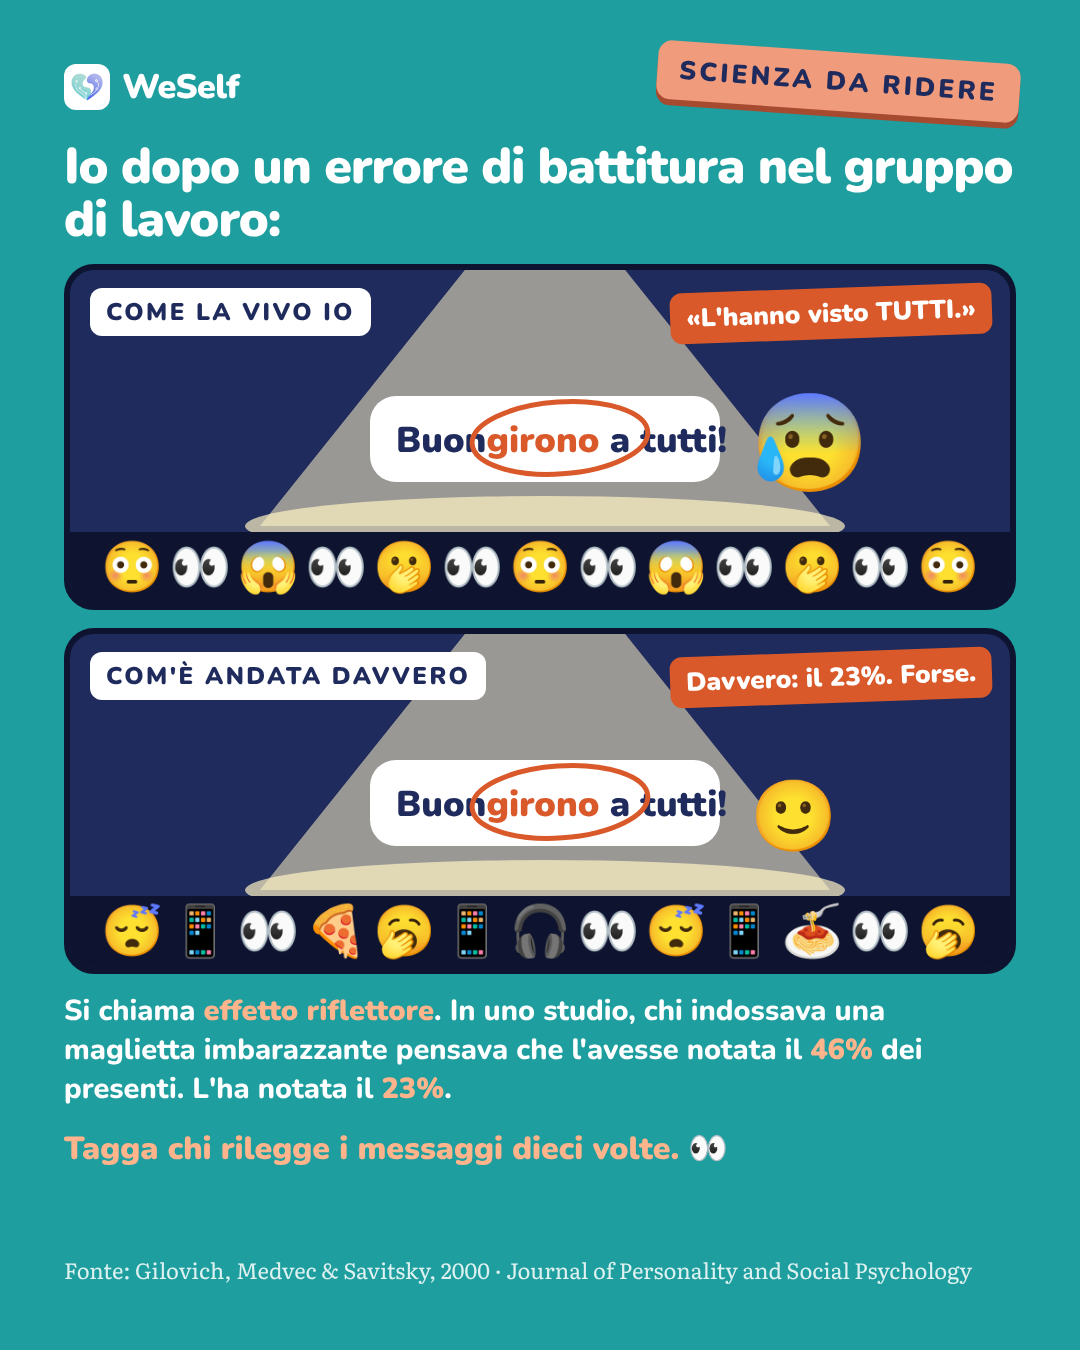 WeSelf
SCIENZA DA RIDERE
Io dopo un errore di battitura nel gruppo
di lavoro:
COME LA VIVO IO
«L'hanno visto TUTTI.»
Buongirono a tutti!
COM'È ANDATA DAVVERO
Davvero: il 23%. Forse.
Buongirono a tutti!
Si chiama effetto riflettore. In uno studio, chi indossava una
maglietta imbarazzante pensava che l'avesse notata il 46% dei
presenti. L'ha notata il 23%.
Tagga chi rilegge i messaggi dieci volte. 👀
Fonte: Gilovich, Medvec & Savitsky, 2000 · Journal of Personality and Social Psychology